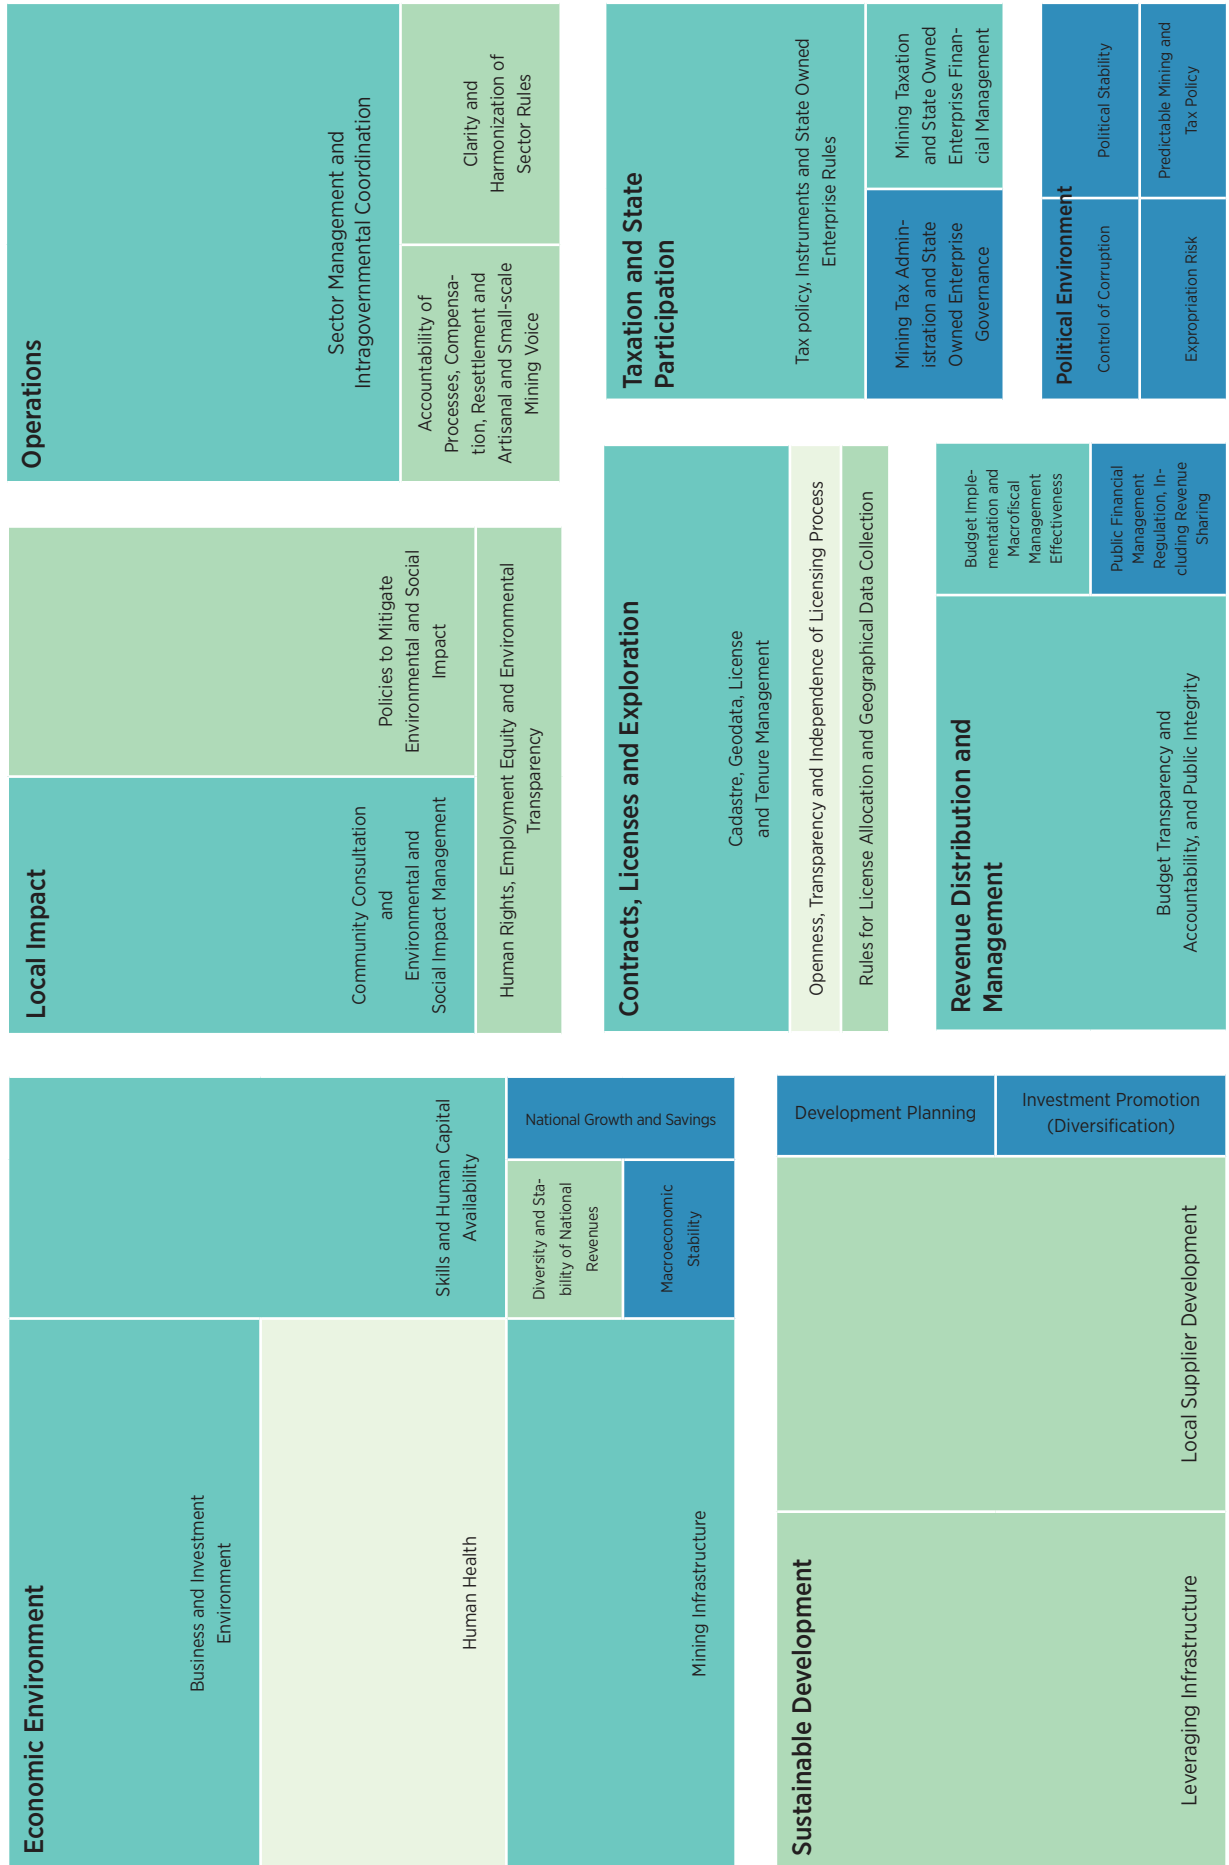 Economic Environment
Business and Investment
Environment
Human Health
Mining Infrastructure
Skills and Human Capital
Availability
Diversity and Sta-
bility of National
Revenues
Macroeconomic
Stability
National Growth and Savings
Local Impact
Community Consultation
and
Environmental and
Social Impact Management
Policies to Mitigate
Environmental and Social
Impact
Human Rights, Employment Equity and Environmental
Transparency
Operations
Sector Management and
Intragovernmental Coordination
Accountability of
Processes, Compensa-
tion, Resettlement and
Artisanal and Small-scale
Mining Voice
Clarity and
Harmonization of
Sector Rules
Sustainable Development
Leveraging Infrastructure
Local Supplier Development
Development Planning
Investment Promotion
(Diversification)
Contracts, Licenses and Exploration
Cadastre, Geodata, License
and Tenure Management
Openness, Transparency and Independence of Licensing Process
Rules for License Allocation and Geographical Data Collection
Taxation and State
Participation
Tax policy, Instruments and State Owned
Enterprise Rules
Mining Tax Admin-
istration and State
Owned Enterprise
Governance
Mining Taxation
and State Owned
Enterprise Finan-
cial Management
Revenue Distribution and
Management
Budget Transparency and
Accountability, and Public Integrity
Budget Imple-
mentation and
Macrofiscal
Management
Effectiveness
Public Financial
Management
Regulation, In-
cluding Revenue
Sharing
Political Environment
Control of Corruption
Political Stability
Expropriation Risk
Predictable Mining and
Tax Policy